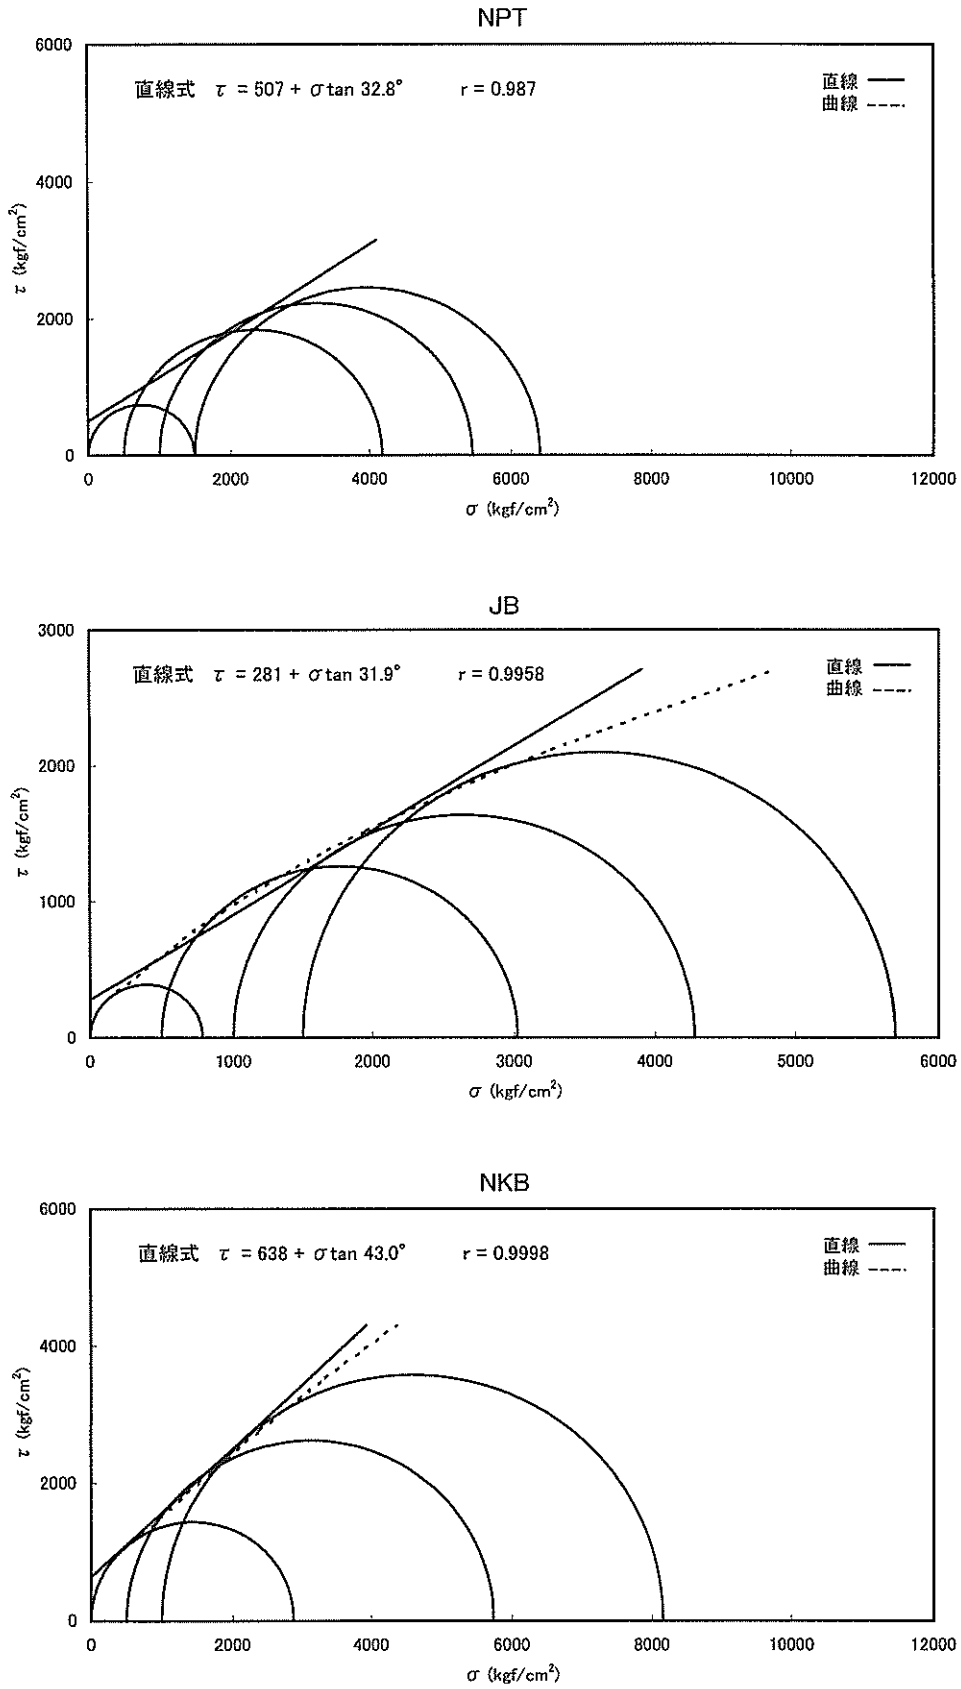 NPT
6000
直線式 τ = 507 + σ tan 32.8° r = 0.987
直線
曲線
4000
τ (kgf/cm²)
2000
0
0 2000 4000 6000 8000 10000 12000
σ (kgf/cm²)
JB
3000
直線式 τ = 281 + σ tan 31.9° r = 0.9958
直線
曲線
2000
τ (kgf/cm²)
1000
0
0 1000 2000 3000 4000 5000 6000
σ (kgf/cm²)
NKB
6000
直線式 τ = 638 + σ tan 43.0° r = 0.9998
直線
曲線
4000
τ (kgf/cm²)
2000
0
0 2000 4000 6000 8000 10000 12000
σ (kgf/cm²)